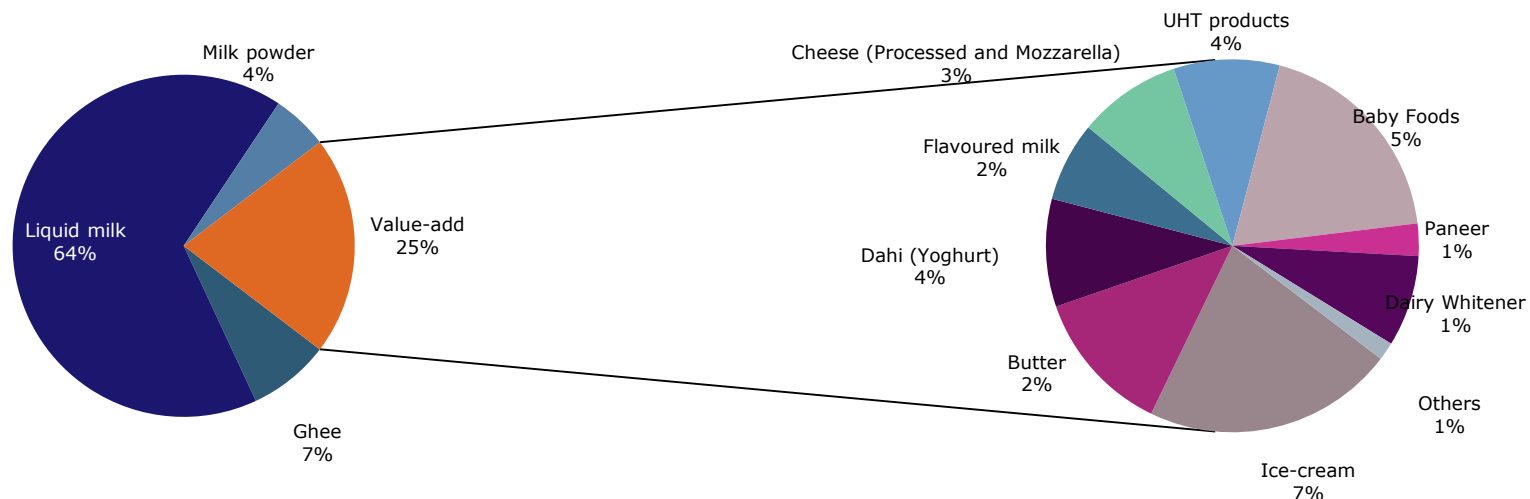 Milk powder
4%
Liquid milk
64%
Value-add
25%
Ghee
7%
UHT products
4%
Cheese (Processed and Mozzarella)
3%
Baby Foods
5%
Flavoured milk
2%
Paneer
1%
Dahi (Yoghurt)
4%
Dairy Whitener
1%
Butter
2%
Others
1%
Ice-cream
7%